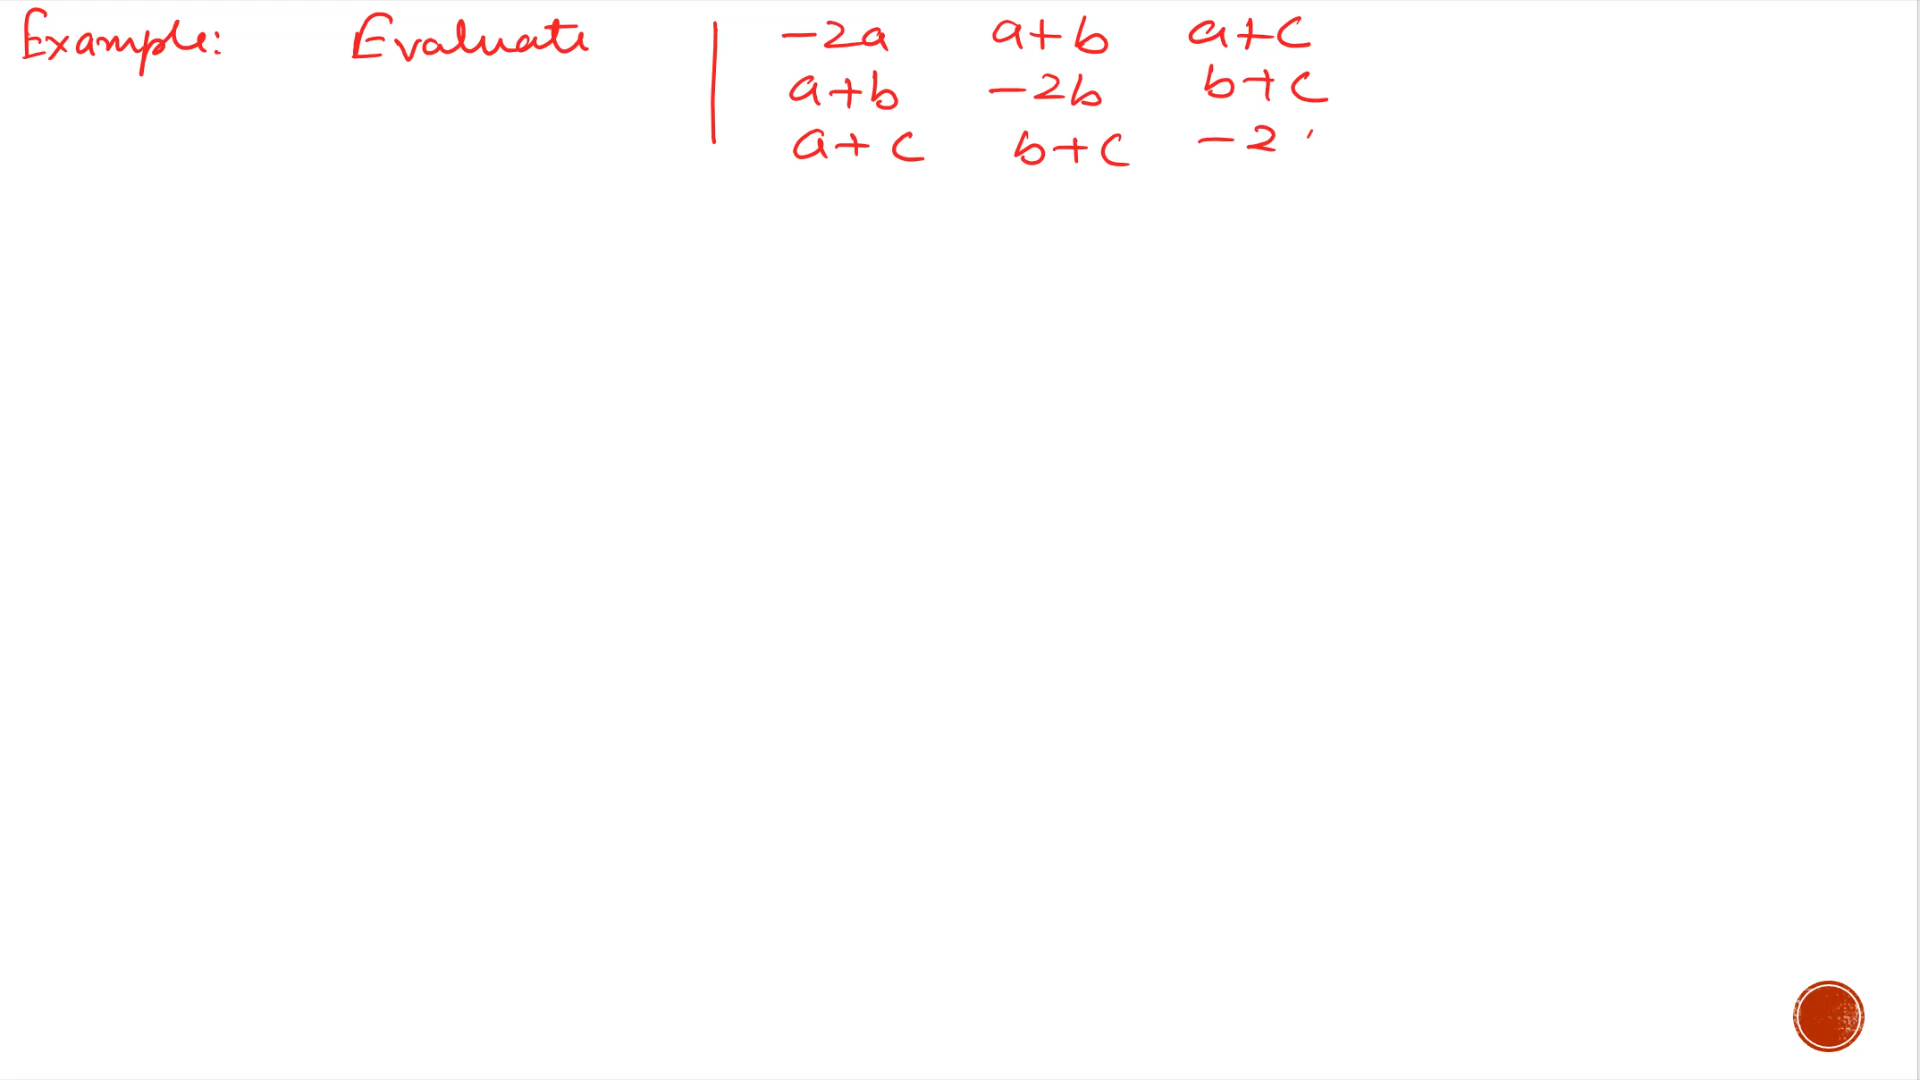 Example: Evaluate | -2a a+b a+c
a+b -2b b+c
a+c b+c -2